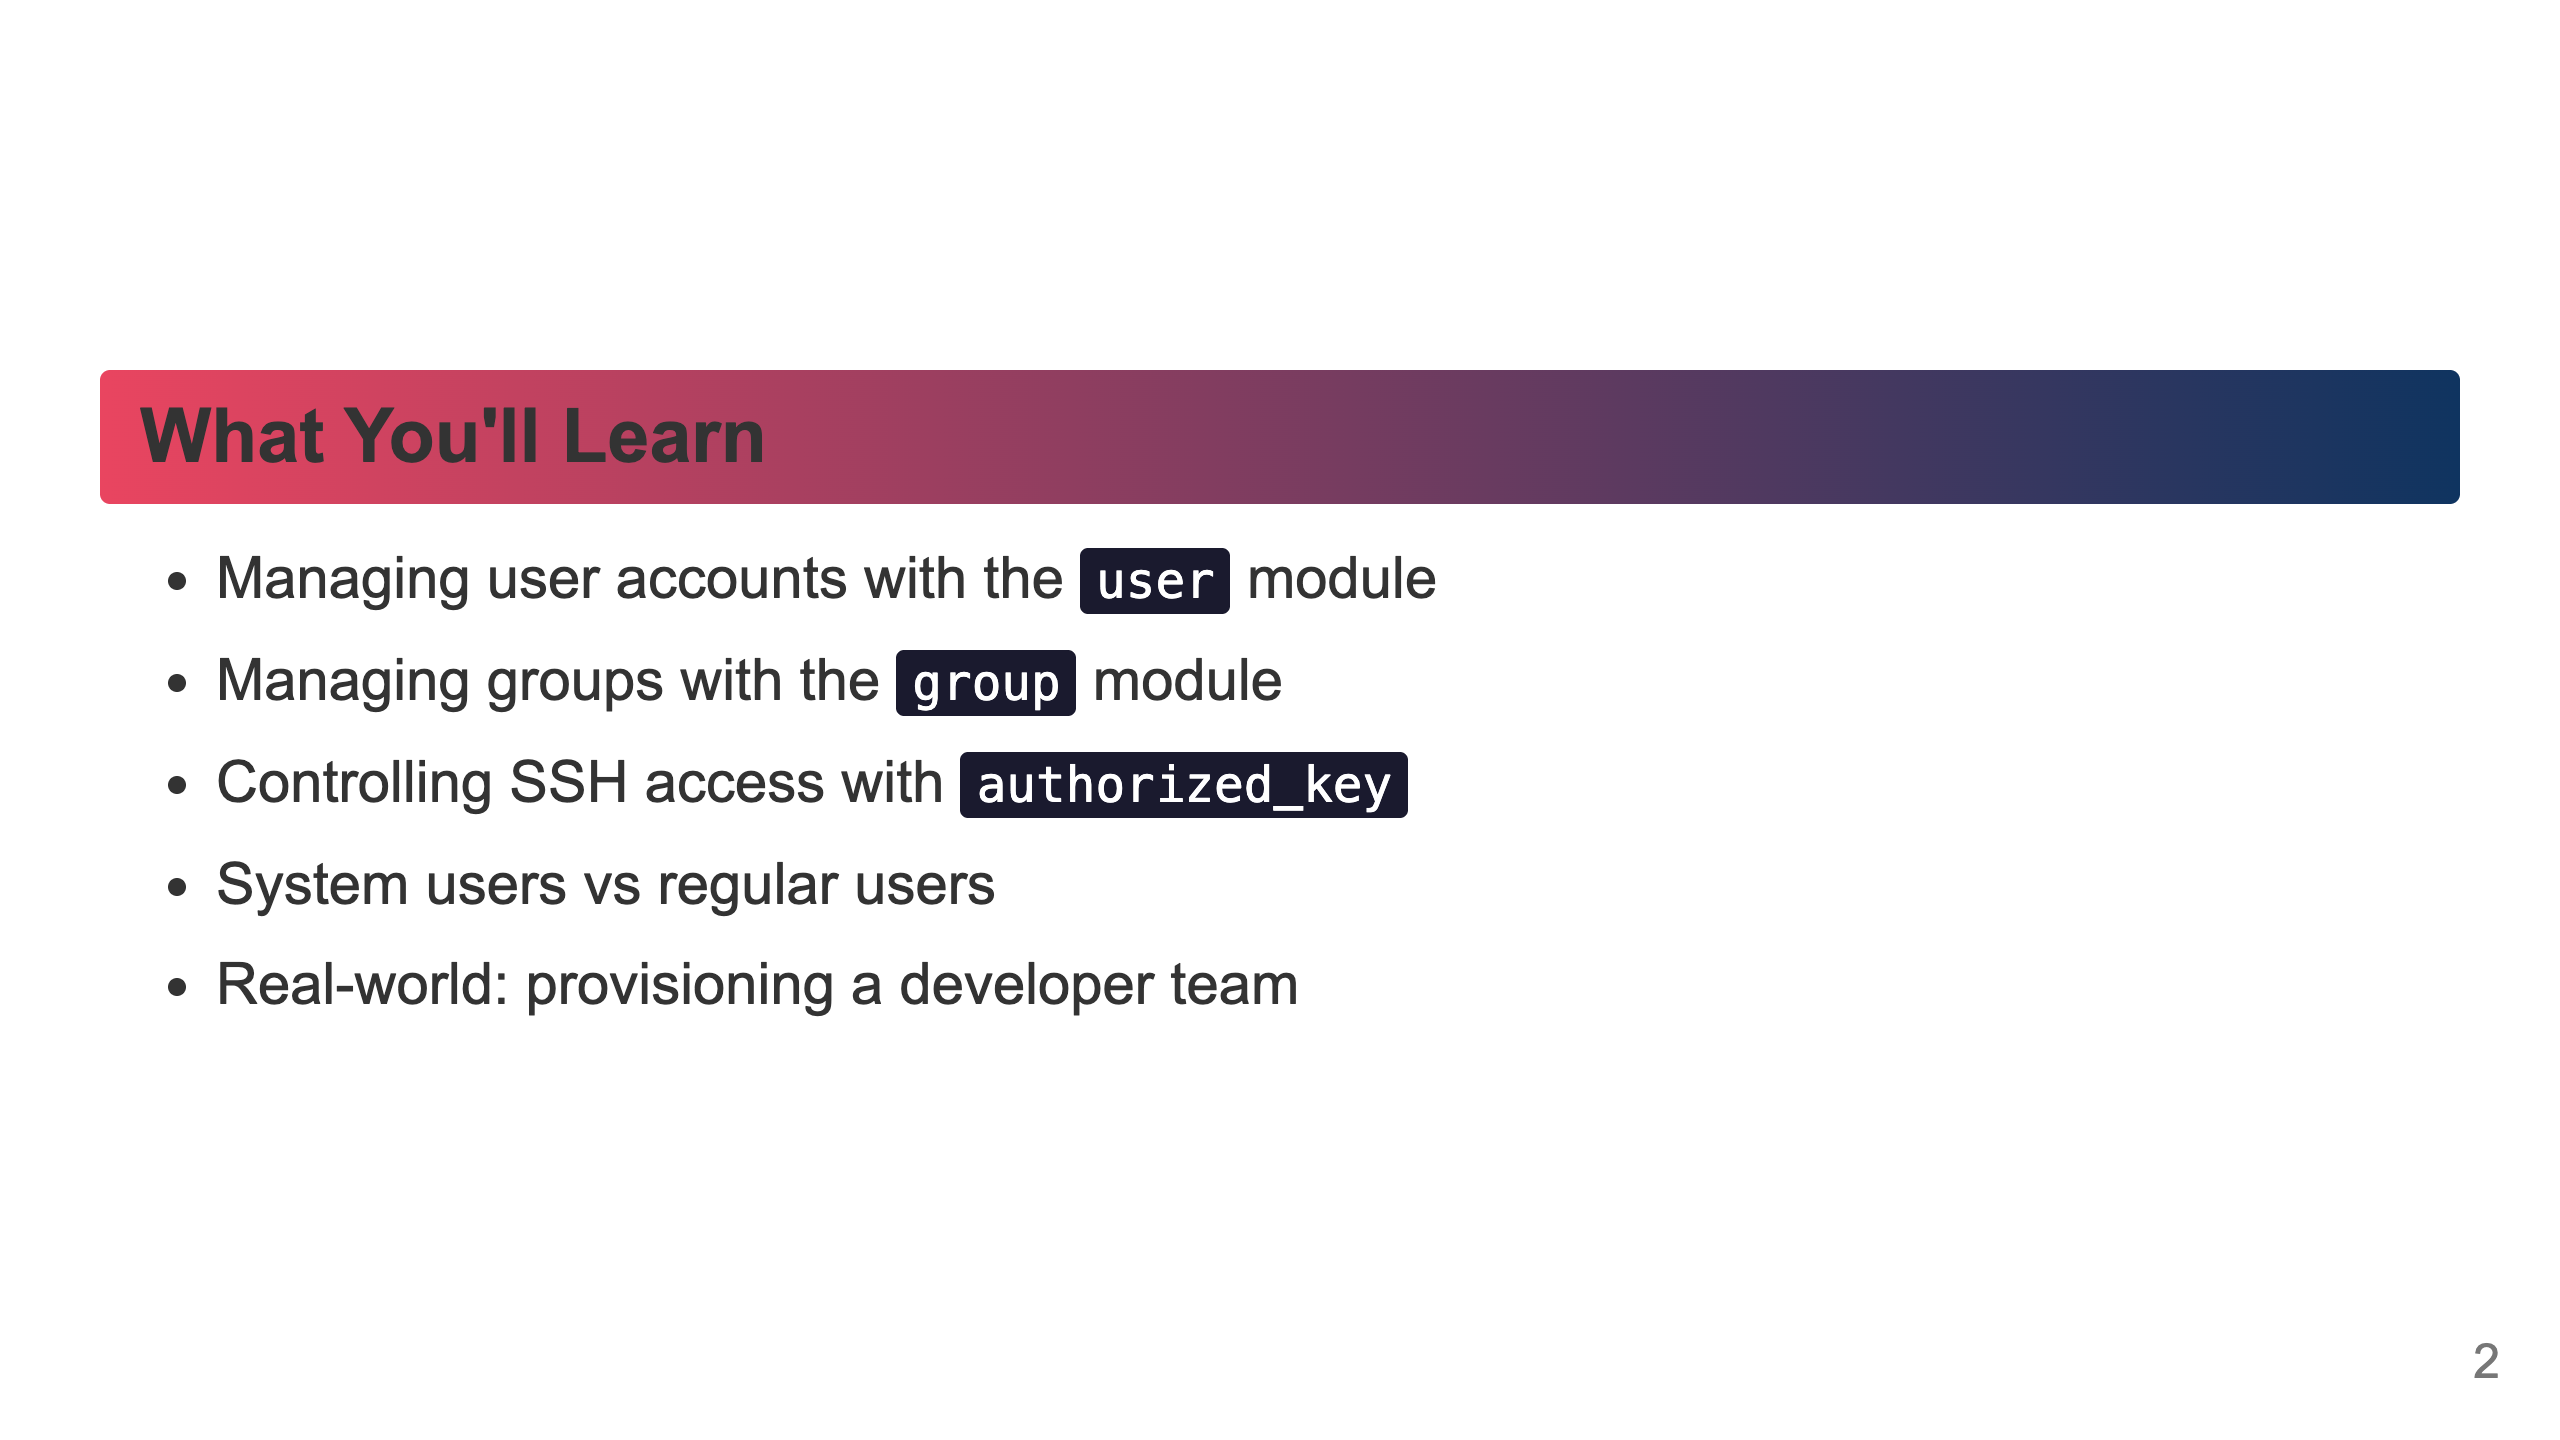 What You'll Learn
• Managing user accounts with the user module
• Managing groups with the group module
• Controlling SSH access with authorized_key
• System users vs regular users
• Real-world: provisioning a developer team
2